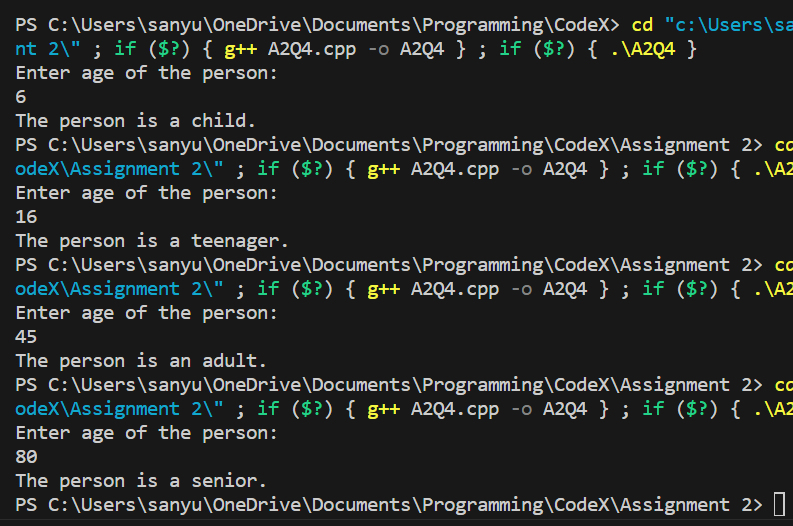 PS C:\Users\sanyu\OneDrive\Documents\Programming\CodeX> cd "c:\Users\sa
nt 2\" ; if ($?) { g++ A2Q4.cpp -o A2Q4 } ; if ($?) { .\A2Q4 }
Enter age of the person:
6
The person is a child.
PS C:\Users\sanyu\OneDrive\Documents\Programming\CodeX\Assignment 2> cd
odeX\Assignment 2\" ; if ($?) { g++ A2Q4.cpp -o A2Q4 } ; if ($?) { .\A2
Enter age of the person:
16
The person is a teenager.
PS C:\Users\sanyu\OneDrive\Documents\Programming\CodeX\Assignment 2> cd
odeX\Assignment 2\" ; if ($?) { g++ A2Q4.cpp -o A2Q4 } ; if ($?) { .\A2
Enter age of the person:
45
The person is an adult.
PS C:\Users\sanyu\OneDrive\Documents\Programming\CodeX\Assignment 2> cd
odeX\Assignment 2\" ; if ($?) { g++ A2Q4.cpp -o A2Q4 } ; if ($?) { .\A2
Enter age of the person:
80
The person is a senior.
PS C:\Users\sanyu\OneDrive\Documents\Programming\CodeX\Assignment 2>